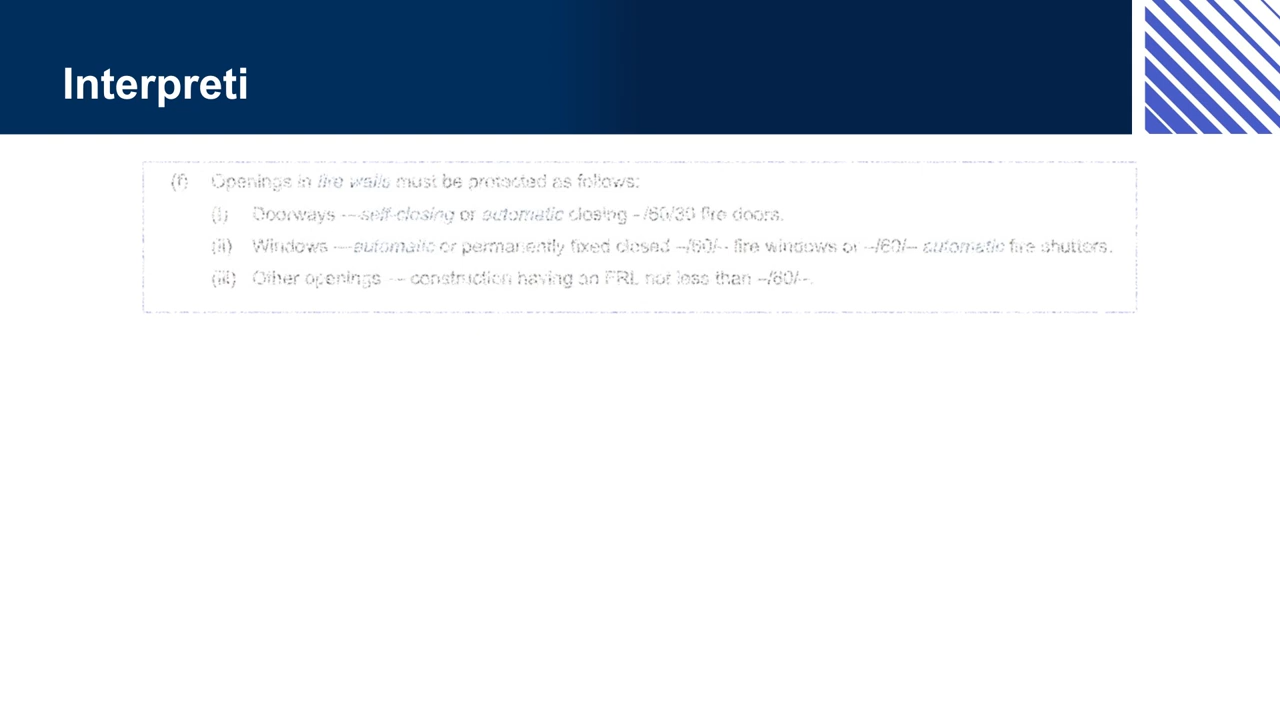 Interpreti
(f) Openings in fire walls must be protected as follows:
(i) Doorways — self-closing or automatic closing –/60/30 fire doors.
(ii) Windows — automatic or permanently fixed closed –/60/– fire windows or –/60/– automatic fire shutters.
(iii) Other openings — construction having an FRL not less than –/60/–.